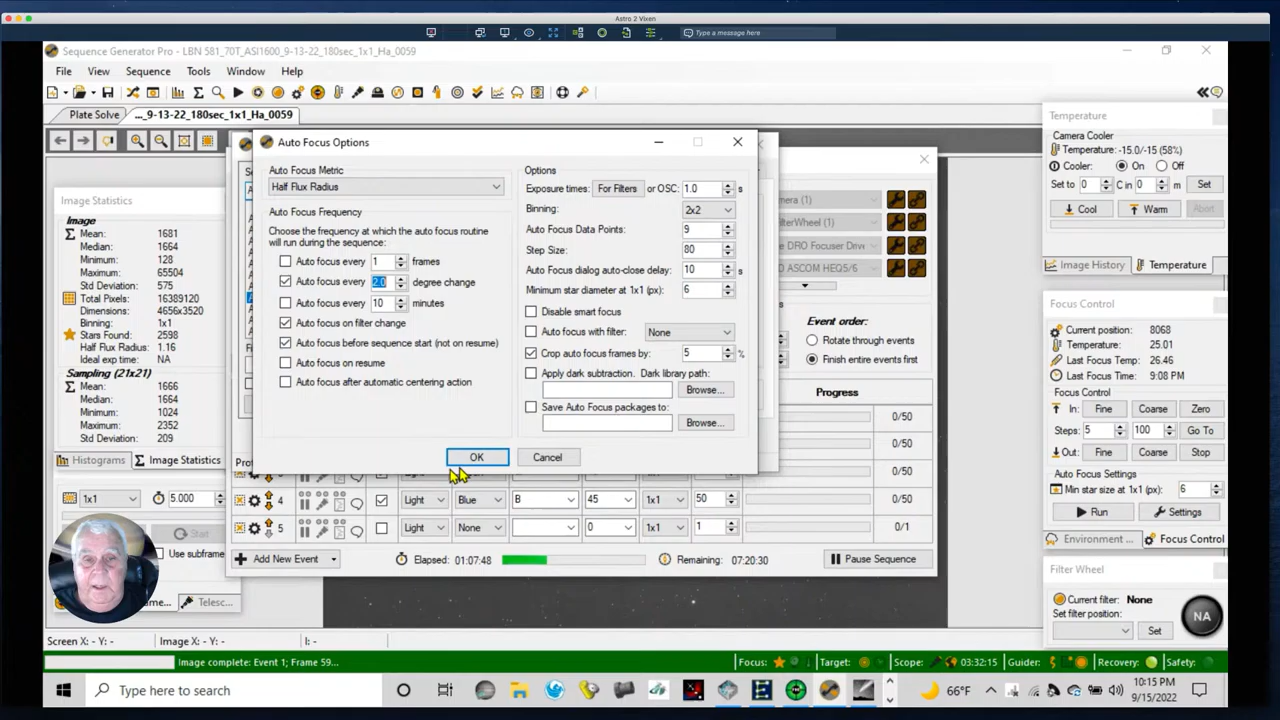 Astro 2 Vixen
Type a message here
Sequence Generator Pro - LBN 581_70T_ASI1600_9-13-22_180sec_1x1_Ha_0059
File View Sequence Tools Window Help
Plate Solve
..._9-13-22_180sec_1x1_Ha_0059
Image Statistics
Image
Mean: 1681
Median: 1664
Minimum: 128
Maximum: 65504
Std Deviation: 575
Total Pixels: 16389120
Dimensions: 4656x3520
Binning: 1x1
Stars Found: 2598
Half Flux Radius: 1.16
Ideal exp time: NA
Sampling (21x21)
Mean: 1666
Median: 1664
Minimum: 1024
Maximum: 2352
Std Deviation: 209
Histograms
Image Statistics
1x1
5.000
Start
Use subframe
Telesc...
Screen X: - Y: -
Image X: - Y: -
I: -
Auto Focus Options
Auto Focus Metric
Half Flux Radius
Auto Focus Frequency
Choose the frequency at which the auto focus routine
will run during the sequence:
Auto focus every 1 frames
Auto focus every 2.0 degree change
Auto focus every 10 minutes
Auto focus on filter change
Auto focus before sequence start (not on resume)
Auto focus on resume
Auto focus after automatic centering action
Options
Exposure times: For Filters or OSC: 1.0 s
Binning: 2x2
Auto Focus Data Points: 9
Step Size: 80
Auto Focus dialog auto-close delay: 10 s
Minimum star diameter at 1x1 (px): 6
Disable smart focus
Auto focus with filter: None
Crop auto focus frames by: 5 %
Apply dark subtraction. Dark library path:
Browse...
Save Auto Focus packages to:
Browse...
OK
Cancel
mera (1)
lterWheel (1)
e DRO Focuser Drive
ASCOM HEQ5/6
Event order:
Rotate through events
Finish entire events first
Progress
0/50
0/50
0/50
4 Light Blue B 45 1x1 50 0/50
5 Light None 0 1x1 1 0/1
Add New Event
Elapsed: 01:07:48
Remaining: 07:20:30
Pause Sequence
Temperature
Camera Cooler
Temperature: -15.0/-15 (58%)
Cooler: On Off
Set to 0 C in 0 m Set
Cool
Warm
Abort
Image History
Temperature
Focus Control
Current position: 8068
Temperature: 25.01
Last Focus Temp: 26.46
Last Focus Time: 9:08 PM
Focus Control
In: Fine Coarse Zero
Steps: 5 100 Go To
Out: Fine Coarse Stop
Auto Focus Settings
Min star size at 1x1 (px): 6
Run
Settings
Environment ...
Focus Control
Filter Wheel
Current filter: None
Set filter position:
Set
NA
Image complete: Event 1; Frame 59...
Focus:
Target:
Scope: 03:32:15
Guider:
Recovery:
Safety:
Type here to search
66°F
10:15 PM
9/15/2022